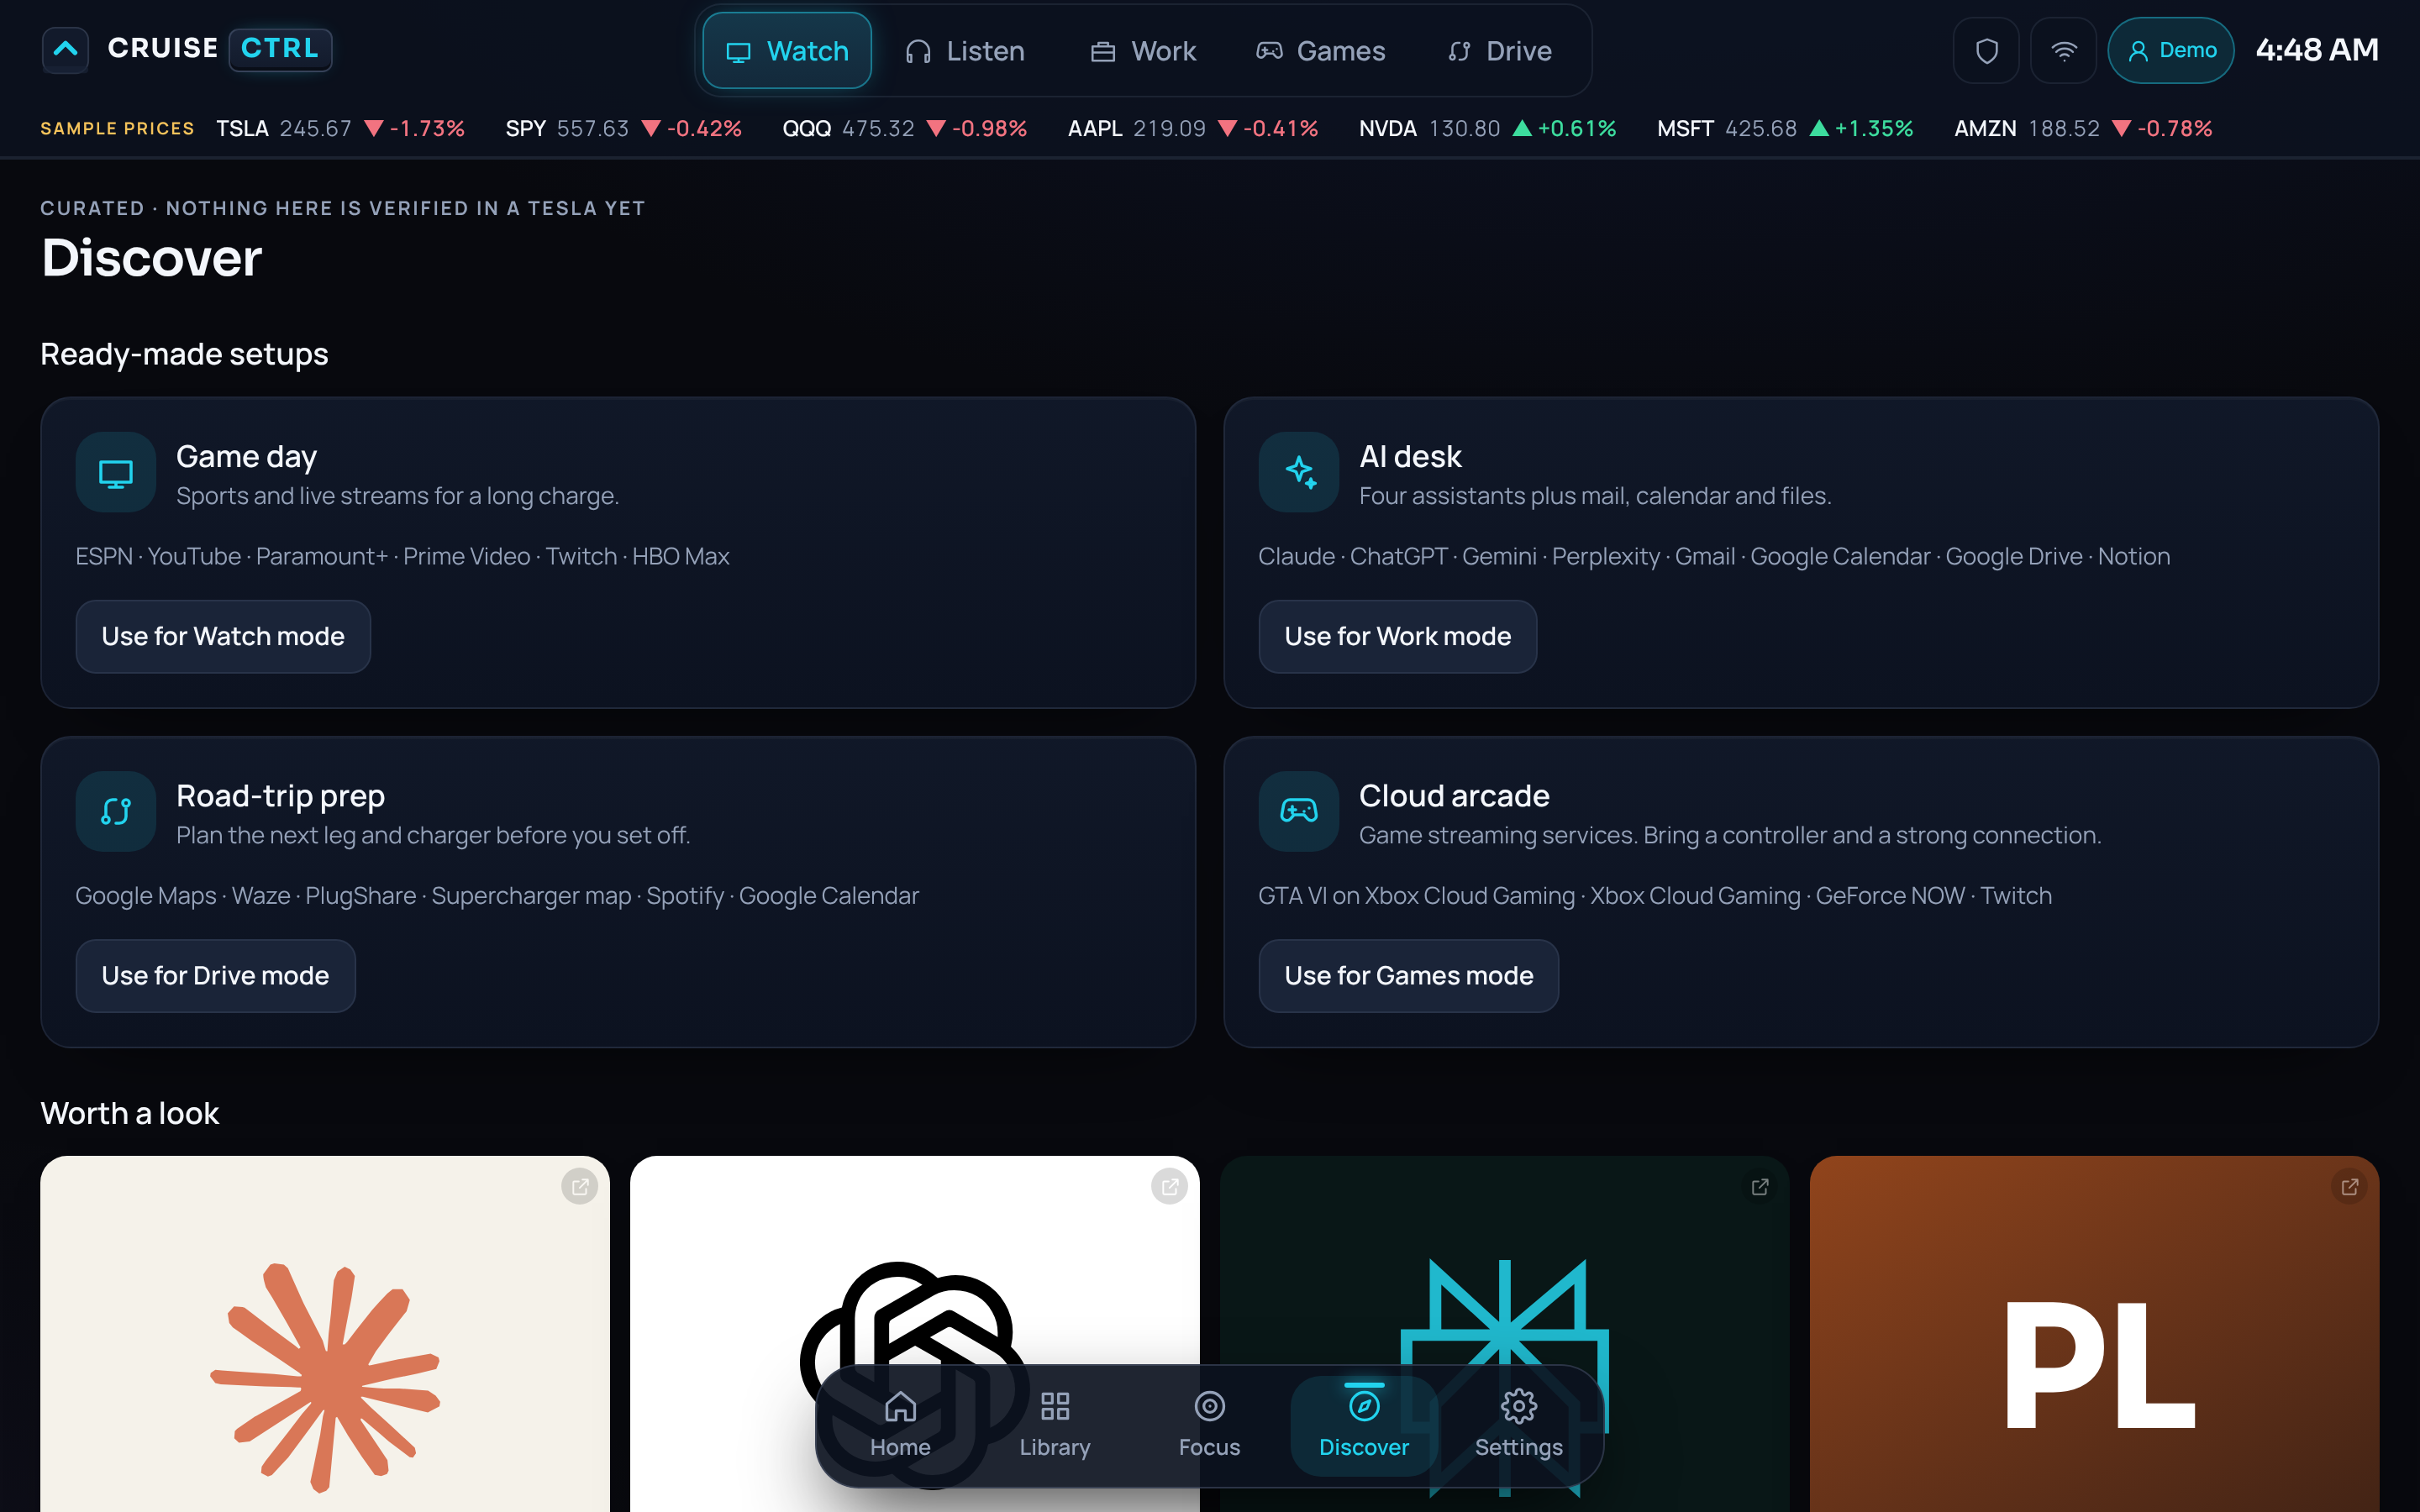 CRUISE CTRL
Watch Listen Work Games Drive
Demo 4:48 AM
SAMPLE PRICES TSLA 245.67 ▼ -1.73% SPY 557.63 ▼ -0.42% QQQ 475.32 ▼ -0.98% AAPL 219.09 ▼ -0.41% NVDA 130.80 ▲ +0.61% MSFT 425.68 ▲ +1.35% AMZN 188.52 ▼ -0.78%
CURATED · NOTHING HERE IS VERIFIED IN A TESLA YET
Discover
Ready-made setups
Game day
Sports and live streams for a long charge.
ESPN · YouTube · Paramount+ · Prime Video · Twitch · HBO Max
Use for Watch mode
AI desk
Four assistants plus mail, calendar and files.
Claude · ChatGPT · Gemini · Perplexity · Gmail · Google Calendar · Google Drive · Notion
Use for Work mode
Road-trip prep
Plan the next leg and charger before you set off.
Google Maps · Waze · PlugShare · Supercharger map · Spotify · Google Calendar
Use for Drive mode
Cloud arcade
Game streaming services. Bring a controller and a strong connection.
GTA VI on Xbox Cloud Gaming · Xbox Cloud Gaming · GeForce NOW · Twitch
Use for Games mode
Worth a look
PL
Home Library Focus Discover Settings